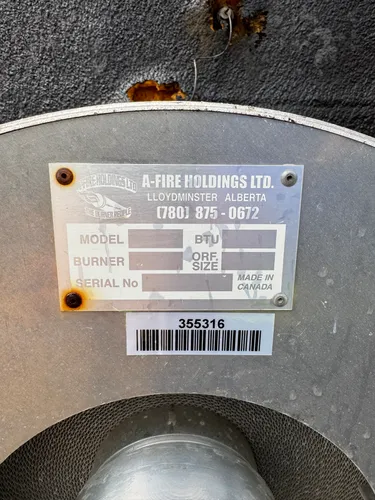 A-FIRE HOLDINGS LTD.
LLOYDMINSTER ALBERTA
(780) 875-0672
MODEL BTU
BURNER ORF. SIZE
SERIAL No MADE IN CANADA
355316